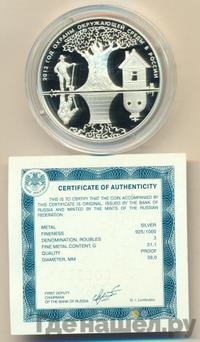 2013 ГОД ОХРАНЫ ОКРУЖАЮЩЕЙ СРЕДЫ В РОССИИ
CERTIFICATE OF AUTHENTICITY
THIS IS TO CERTIFY THAT THE COIN ACCOMPANIED BY
THIS CERTIFICATE IS ORIGINAL, ISSUED BY THE BANK OF
RUSSIA AND MINTED BY THE MINTS OF THE RUSSIAN
FEDERATION.
METAL SILVER
FINENESS 925/1000
DENOMINATION, ROUBLES 3
FINE METAL CONTENT, G 31,1
QUALITY PROOF
DIAMETER, MM 39,0
FIRST DEPUTY
CHAIRMAN
OF THE BANK OF RUSSIA
гденашел.ру